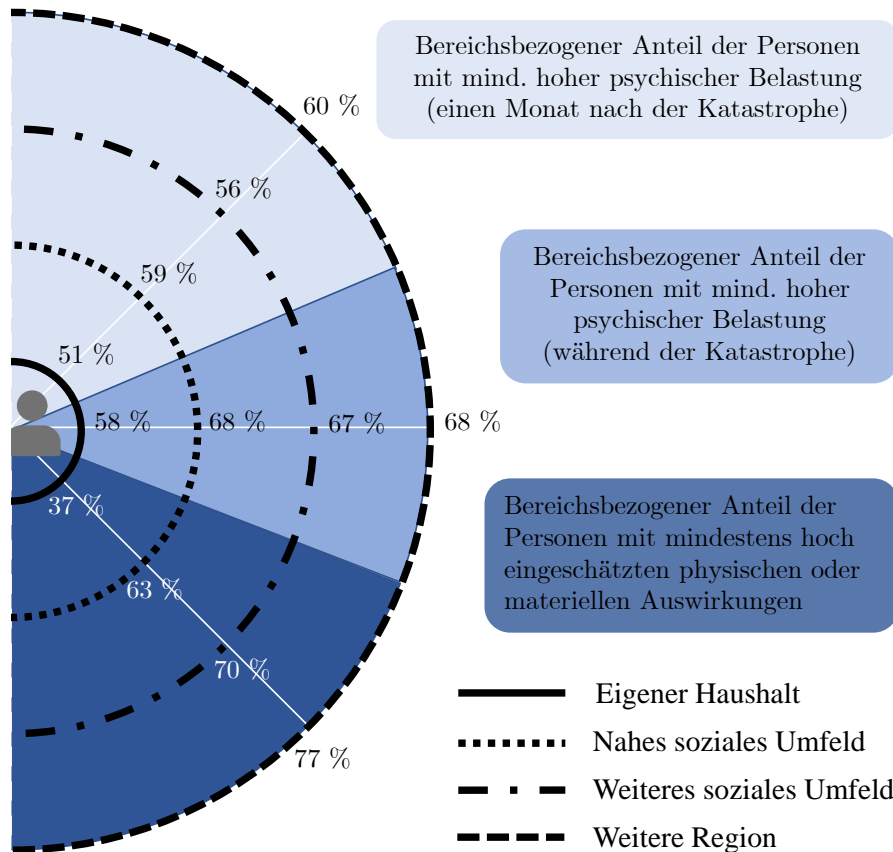 Bereichsbezogener Anteil der Personen
mit mind. hoher psychischer Belastung
(einen Monat nach der Katastrophe)
60 %
56 %
59 %
51 %
Bereichsbezogener Anteil der
Personen mit mind. hoher
psychischer Belastung
(während der Katastrophe)
58 %
68 %
67 %
68 %
37 %
63 %
70 %
77 %
Bereichsbezogener Anteil der
Personen mit mindestens hoch
eingeschätzten physischen oder
materiellen Auswirkungen
Eigener Haushalt
Nahes soziales Umfeld
Weiteres soziales Umfeld
Weitere Region